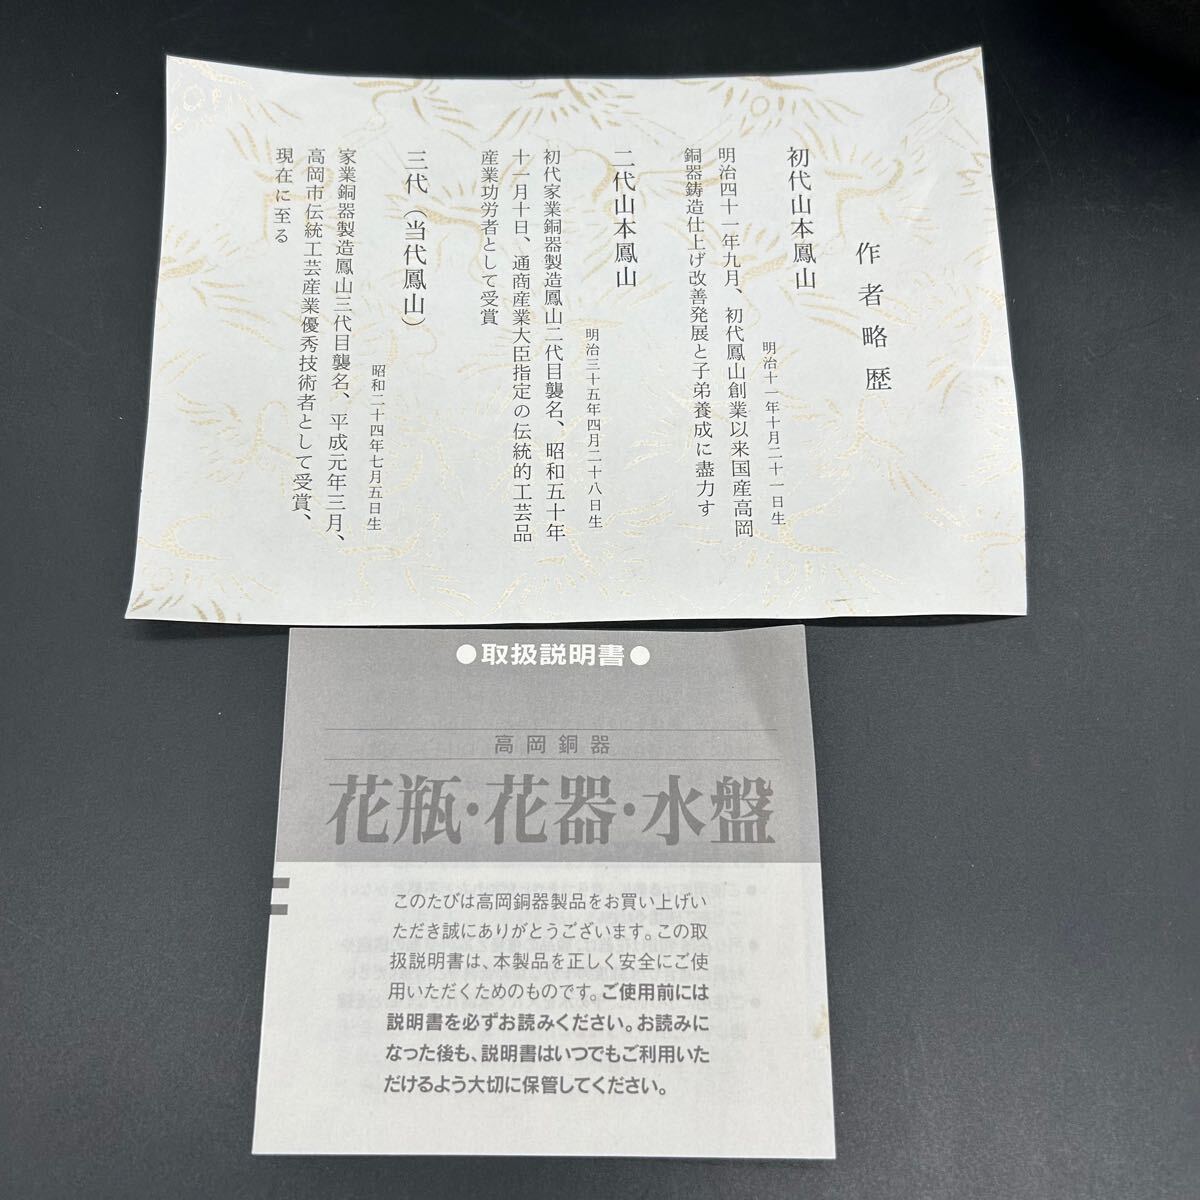 作者略歴
初代山本鳳山
明治十一年十月二十一日生
明治四十一年九月、初代鳳山創業以来国産高岡
銅器鋳造仕上げ改善発展と子弟養成に盡力す
二代山本鳳山
明治三十五年四月二十八日生
初代家業銅器製造鳳山二代目襲名、昭和五十年
十一月十日、通商産業大臣指定の伝統的工芸品
産業功労者として受賞
三代（当代鳳山）
昭和二十四年七月五日生
家業銅器製造鳳山三代目襲名、平成元年三月、
高岡市伝統工芸産業優秀技術者として受賞、
現在に至る
●取扱説明書●
高岡銅器
花瓶・花器・水盤
このたびは高岡銅器製品をお買い上げい
ただき誠にありがとうございます。この取
扱説明書は、本製品を正しく安全にご使
用いただくためのものです。ご使用前には
説明書を必ずお読みください。お読みに
なった後も、説明書はいつでもご利用いた
だけるよう大切に保管してください。